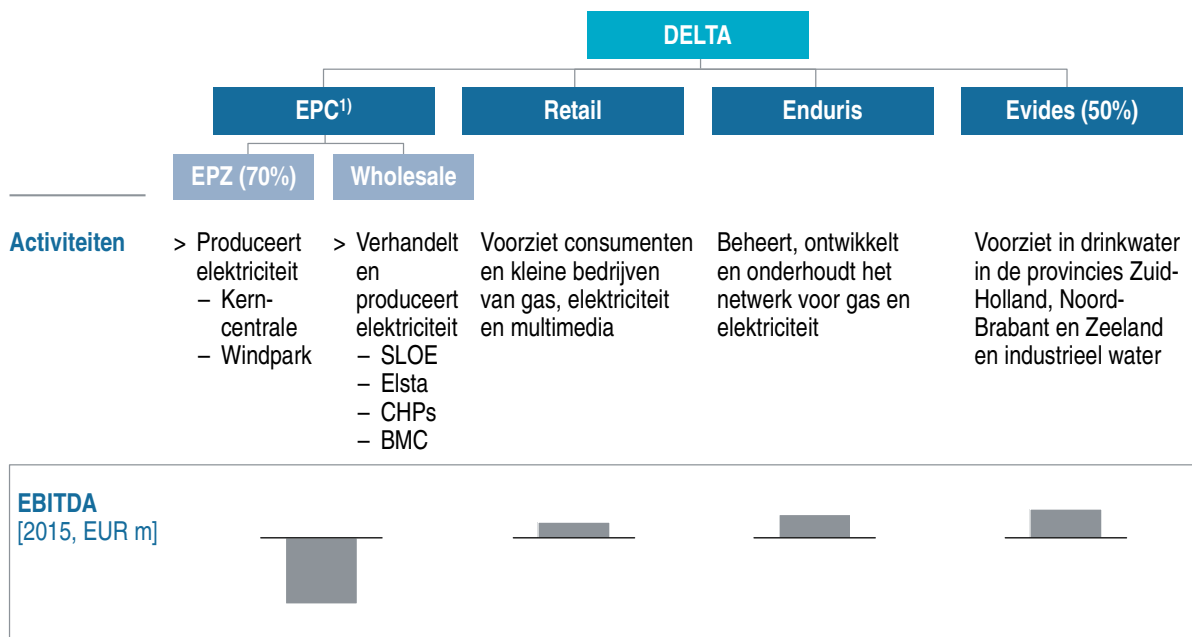 DELTA
EPC1)
Retail
Enduris
Evides (50%)
EPZ (70%)
Wholesale
Activiteiten
> Produceert
elektriciteit
– Kern-
centrale
– Windpark
> Verhandelt
en
produceert
elektriciteit
– SLOE
– Elsta
– CHPs
– BMC
Voorziet consumenten
en kleine bedrijven
van gas, elektriciteit
en multimedia
Beheert, ontwikkelt
en onderhoudt het
netwerk voor gas en
elektriciteit
Voorziet in drinkwater
in de provincies Zuid-
Holland, Noord-
Brabant en Zeeland
en industrieel water
EBITDA
[2015, EUR m]